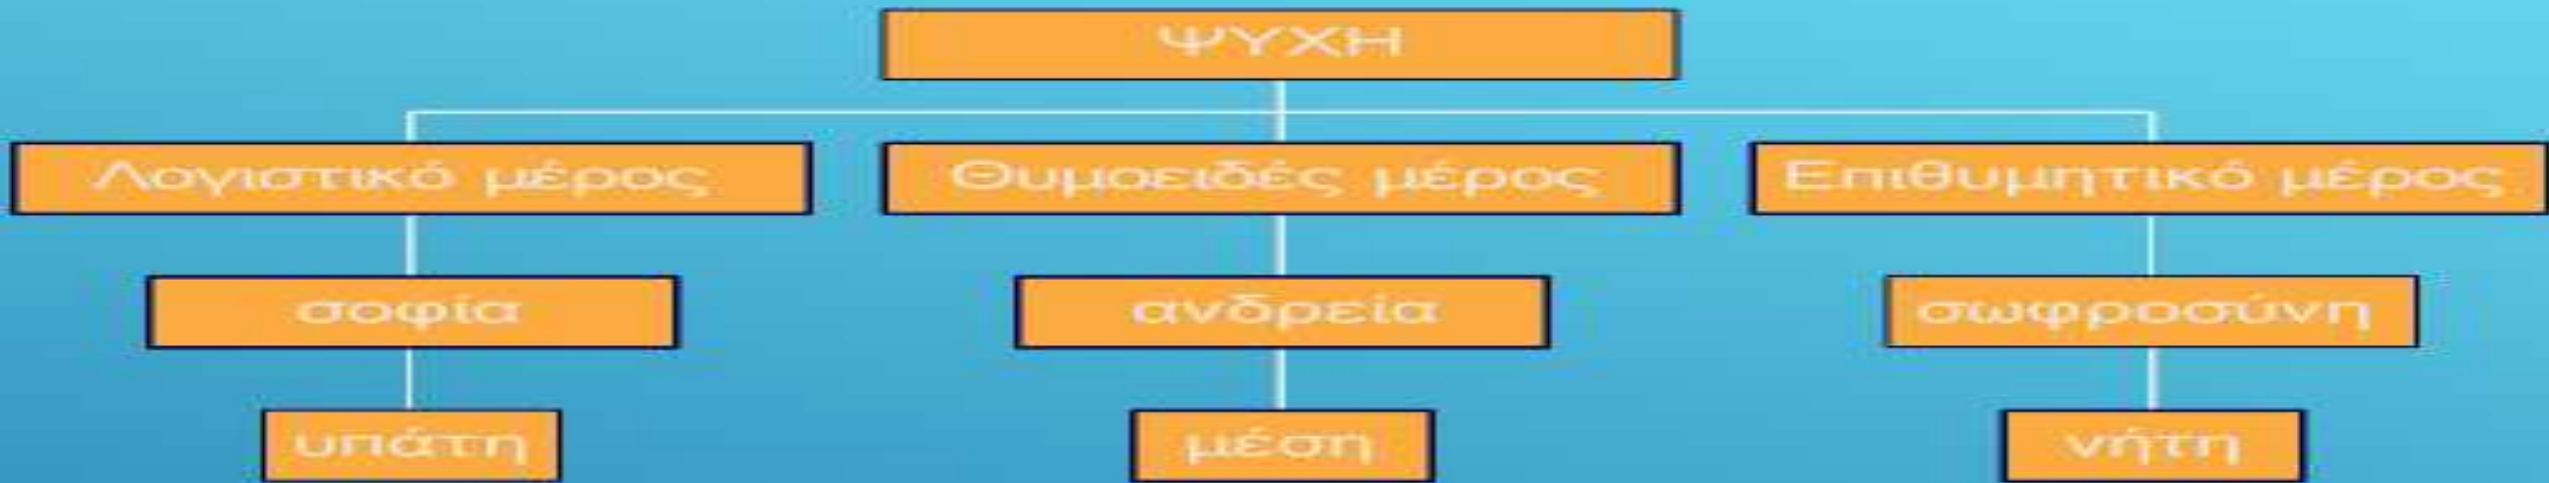 ΨΥΧΗ
Λογιστικό μέρος Θυμοειδές μέρος Επιθυμητικό μέρος
σοφία ανδρεία σωφροσύνη
υπάτη μέση νήτη